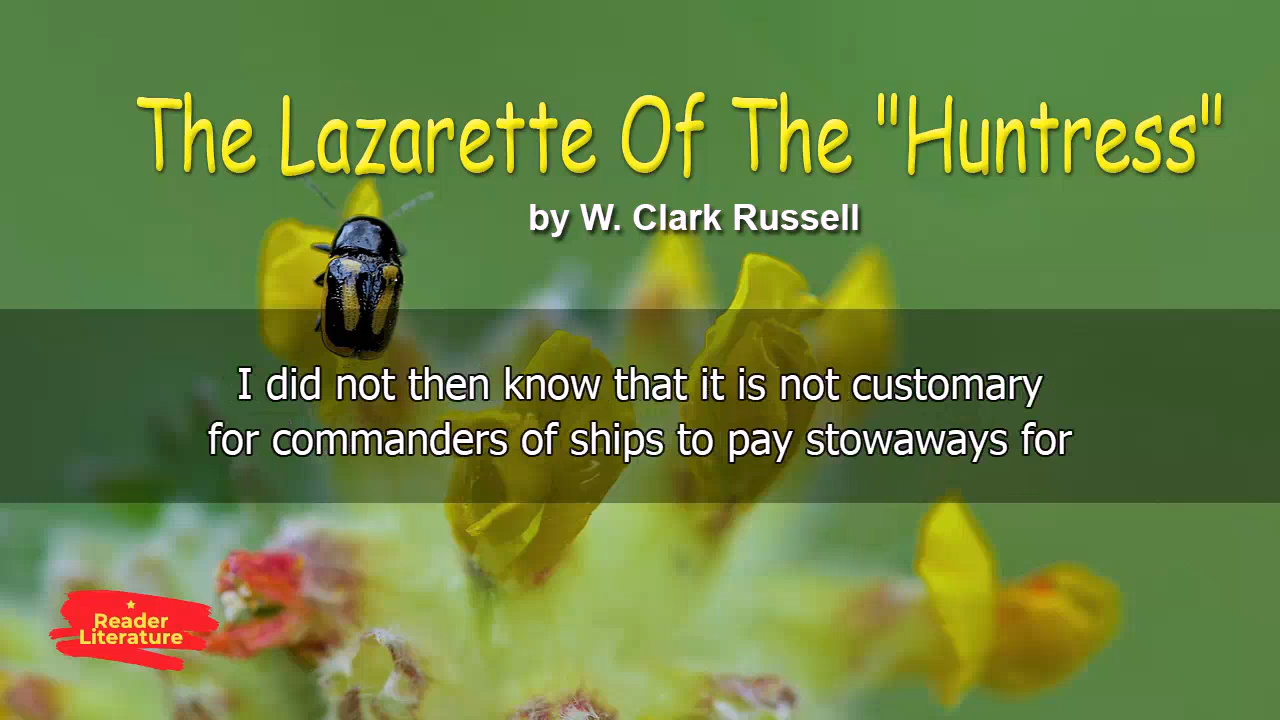 The Lazarette Of The "Huntress"
by W. Clark Russell
I did not then know that it is not customary
for commanders of ships to pay stowaways for
Reader
Literature